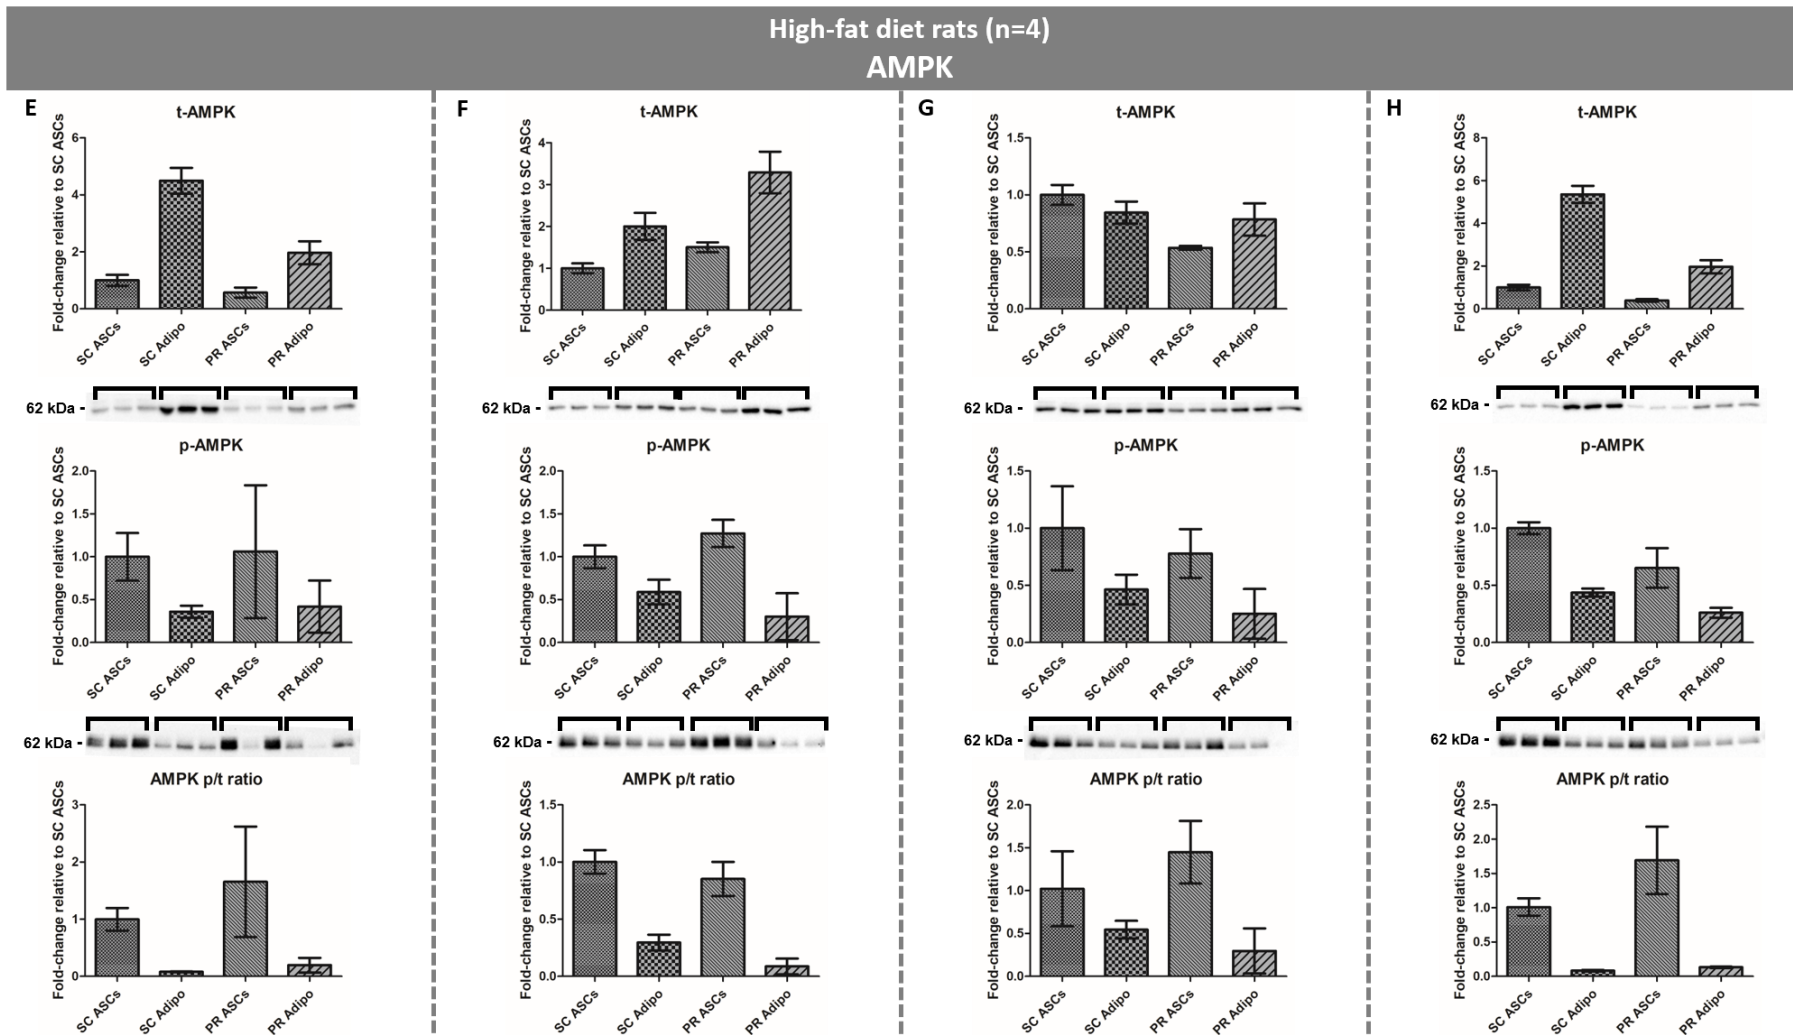 High-fat diet rats (n=4)
AMPK
E
t-AMPK
Fold-change relative to SC ASCs
6
4
2
0
SC ASCs
SC Adipo
PR ASCs
PR Adipo
62 kDa -
p-AMPK
Fold-change relative to SC ASCs
2.0
1.5
1.0
0.5
0.0
SC ASCs
SC Adipo
PR ASCs
PR Adipo
62 kDa -
AMPK p/t ratio
Fold-change relative to SC ASCs
3
2
1
0
SC ASCs
SC Adipo
PR ASCs
PR Adipo
F
t-AMPK
Fold-change relative to SC ASCs
4
3
2
1
0
SC ASCs
SC Adipo
PR ASCs
PR Adipo
62 kDa -
p-AMPK
Fold-change relative to SC ASCs
2.0
1.5
1.0
0.5
0.0
SC ASCs
SC Adipo
PR ASCs
PR Adipo
62 kDa -
AMPK p/t ratio
Fold-change relative to SC ASCs
1.5
1.0
0.5
0.0
SC ASCs
SC Adipo
PR ASCs
PR Adipo
G
t-AMPK
Fold-change relative to SC ASCs
1.5
1.0
0.5
0.0
SC ASCs
SC Adipo
PR ASCs
PR Adipo
62 kDa -
p-AMPK
Fold-change relative to SC ASCs
1.5
1.0
0.5
0.0
SC ASCs
SC Adipo
PR ASCs
PR Adipo
62 kDa -
AMPK p/t ratio
Fold-change relative to SC ASCs
2.0
1.5
1.0
0.5
0.0
SC ASCs
SC Adipo
PR ASCs
PR Adipo
H
t-AMPK
Fold-change relative to SC ASCs
8
6
4
2
0
SC ASCs
SC Adipo
PR ASCs
PR Adipo
62 kDa -
p-AMPK
Fold-change relative to SC ASCs
1.5
1.0
0.5
0.0
SC ASCs
SC Adipo
PR ASCs
PR Adipo
62 kDa -
AMPK p/t ratio
Fold-change relative to SC ASCs
2.5
2.0
1.5
1.0
0.5
0.0
SC ASCs
SC Adipo
PR ASCs
PR Adipo